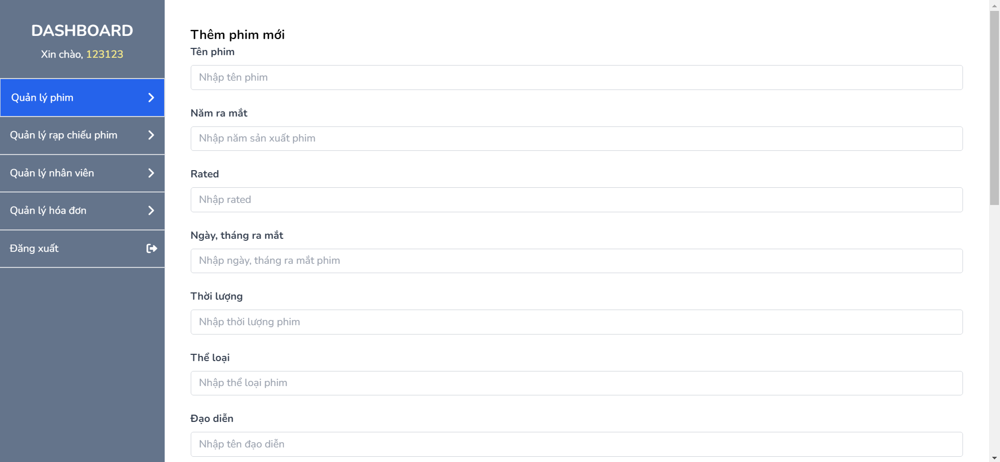 DASHBOARD
Xin chào, 123123
Quản lý phim
Quản lý rạp chiếu phim
Quản lý nhân viên
Quản lý hóa đơn
Đăng xuất
Thêm phim mới
Tên phim
Nhập tên phim
Năm ra mắt
Nhập năm sản xuất phim
Rated
Nhập rated
Ngày, tháng ra mắt
Nhập ngày, tháng ra mắt phim
Thời lượng
Nhập thời lượng phim
Thể loại
Nhập thể loại phim
Đạo diễn
Nhập tên đạo diễn